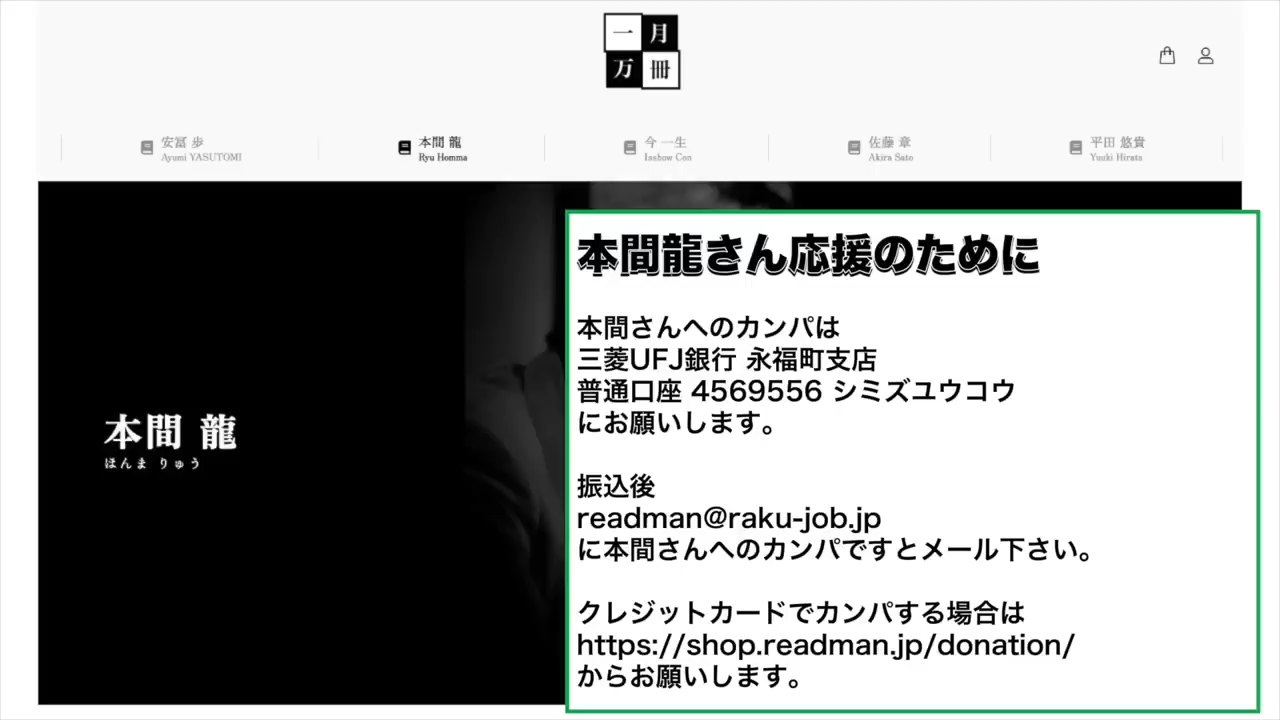 一月
万冊
安冨 歩
Ayumi YASUTOMI
本間 龍
Ryu Homma
今 一生
Isshow Con
佐藤 章
Akira Sato
平田 悠貴
Yuuki Hirata
本間 龍
ほんま りゅう
本間龍さん応援のために
本間さんへのカンパは
三菱UFJ銀行 永福町支店
普通口座 4569556 シミズユウコウ
にお願いします。
振込後
readman@raku-job.jp
に本間さんへのカンパですとメール下さい。
クレジットカードでカンパする場合は
https://shop.readman.jp/donation/
からお願いします。